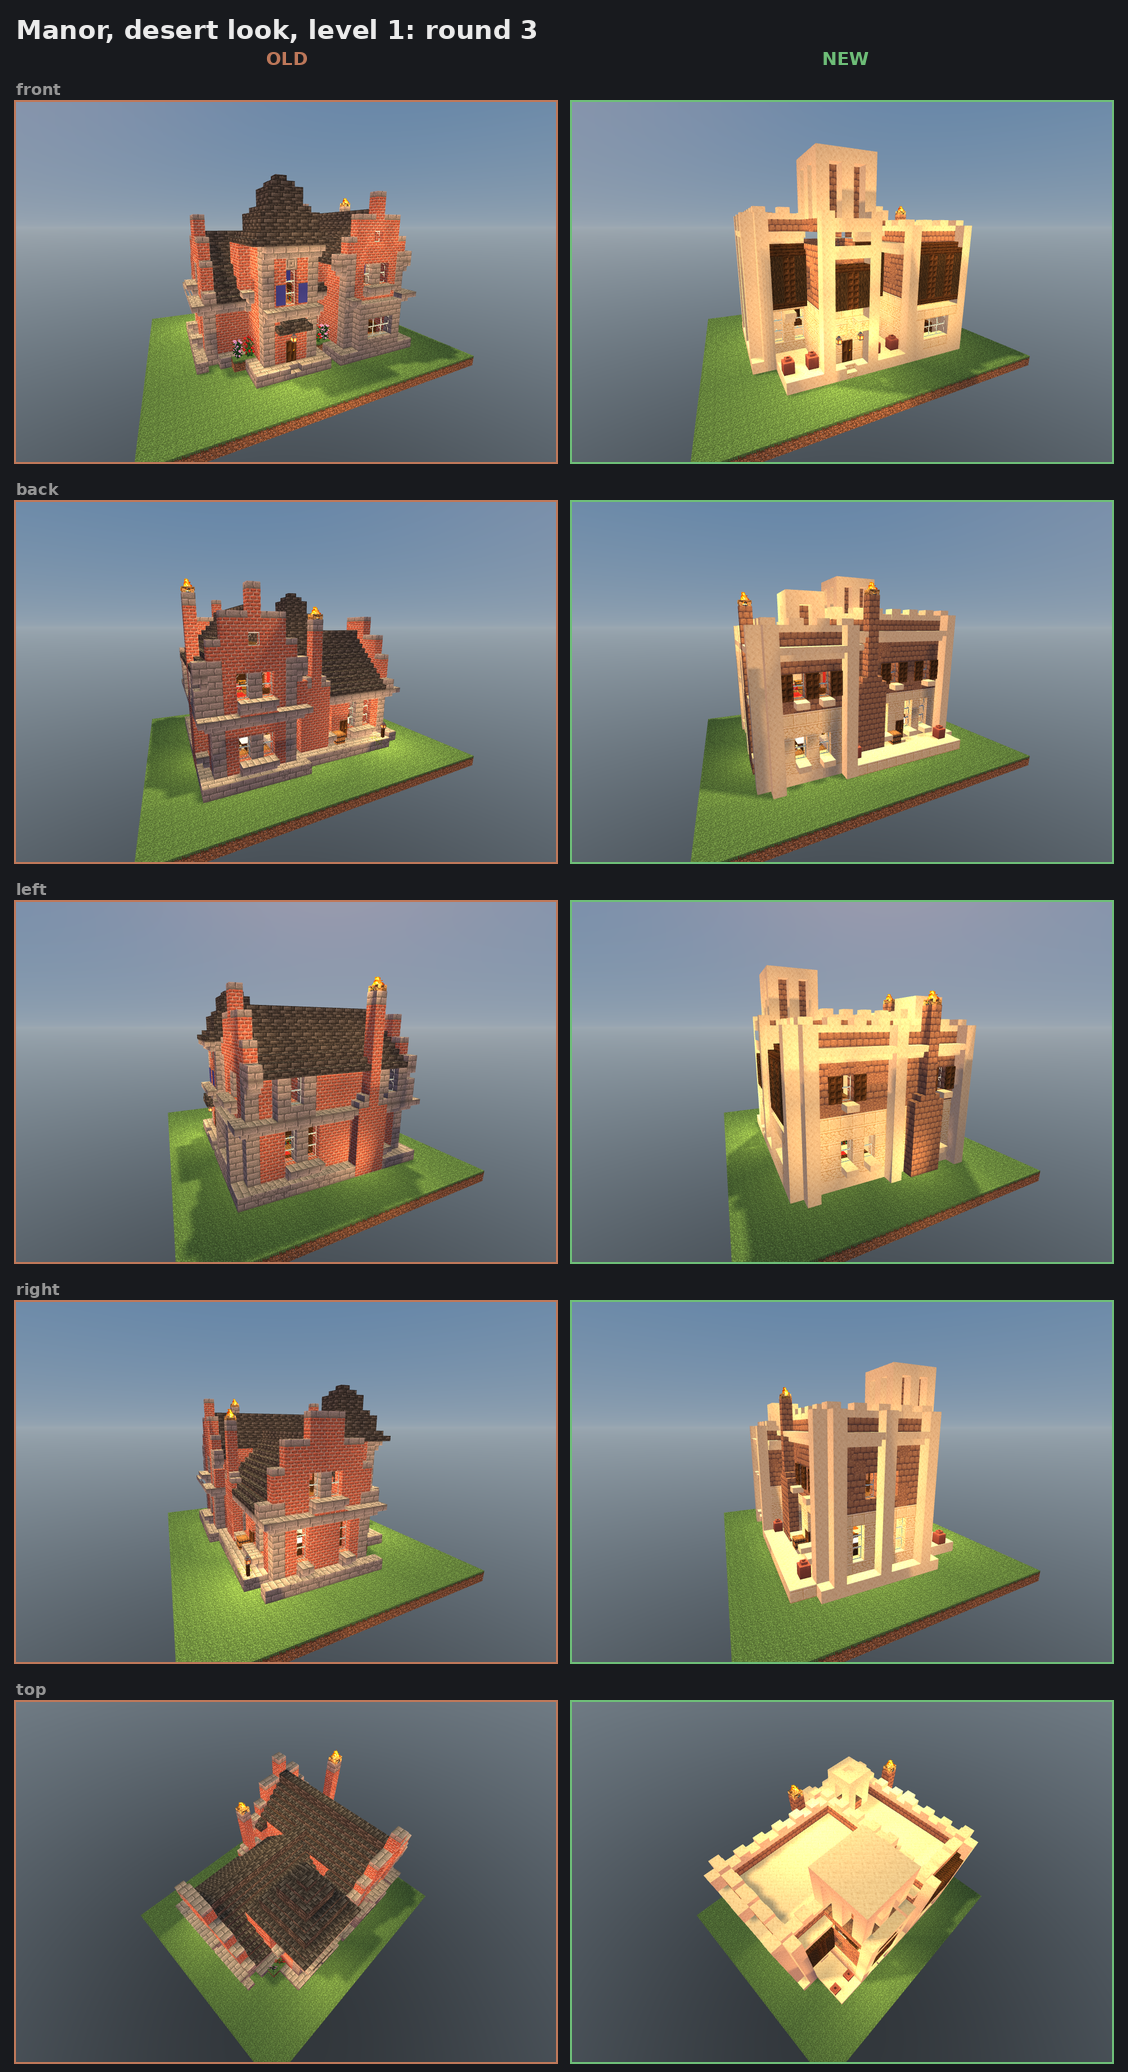 Manor, desert look, level 1: round 3
OLD NEW
front
back
left
right
top